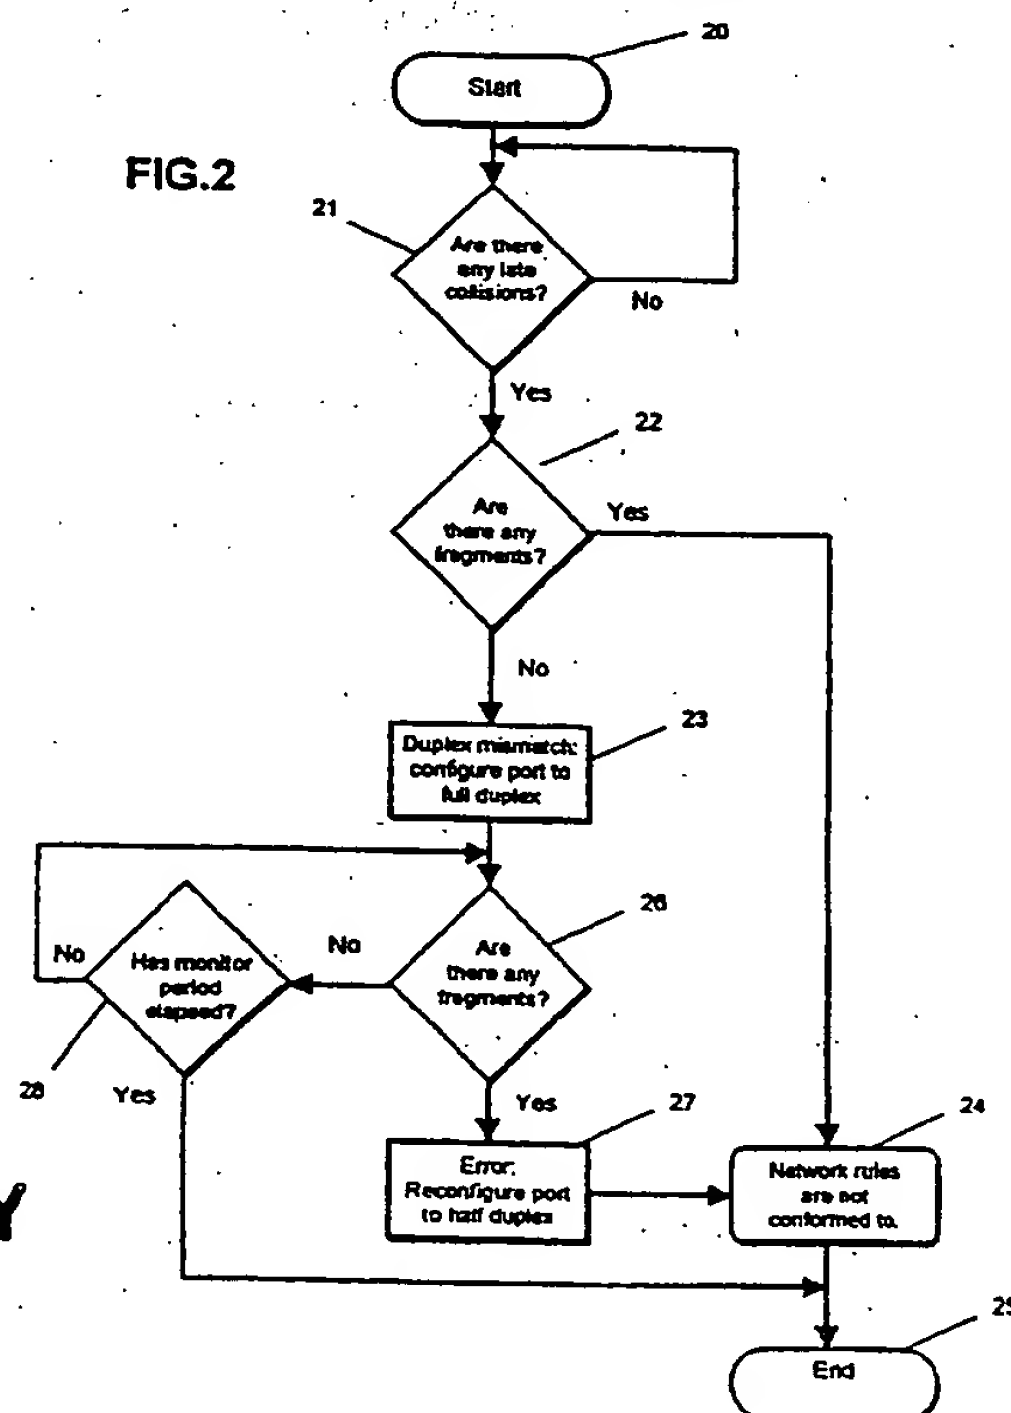 20
Start
FIG.2
21
Are there
any late
collisions?
No
Yes
22
Are
there any
fragments?
Yes
No
23
Duplex mismatch:
configure port to
full duplex
26
Are
there any
fragments?
No
Has monitor
period
elapsed?
No
28
Yes
Yes
27
Error:
Reconfigure port
to half duplex
24
Network rules
are not
conformed to.
Y
25
End